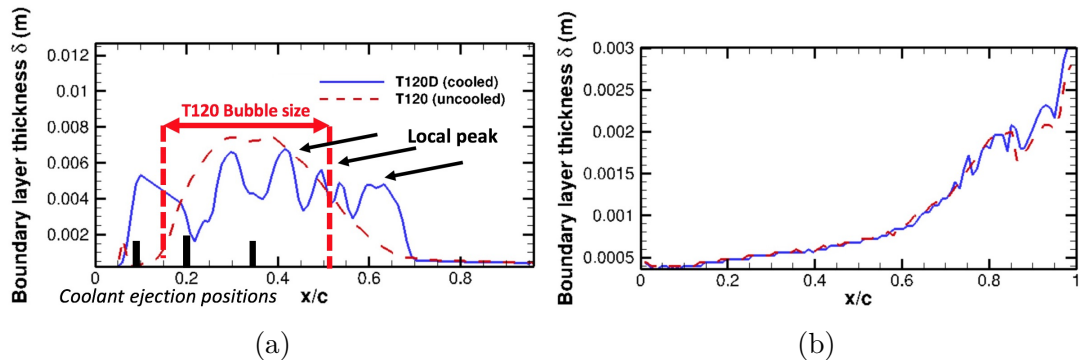 Boundary layer thickness δ (m)
0.012
0.01
0.008
0.006
0.004
0.002
0
0.2
0.4
0.6
0.8
x/c
T120D (cooled)
T120 (uncooled)
T120 Bubble size
Local peak
Coolant ejection positions
(a)
Boundary layer thickness δ (m)
0.003
0.0025
0.002
0.0015
0.001
0.0005
0
0.2
0.4
0.6
0.8
1
x/c
(b)